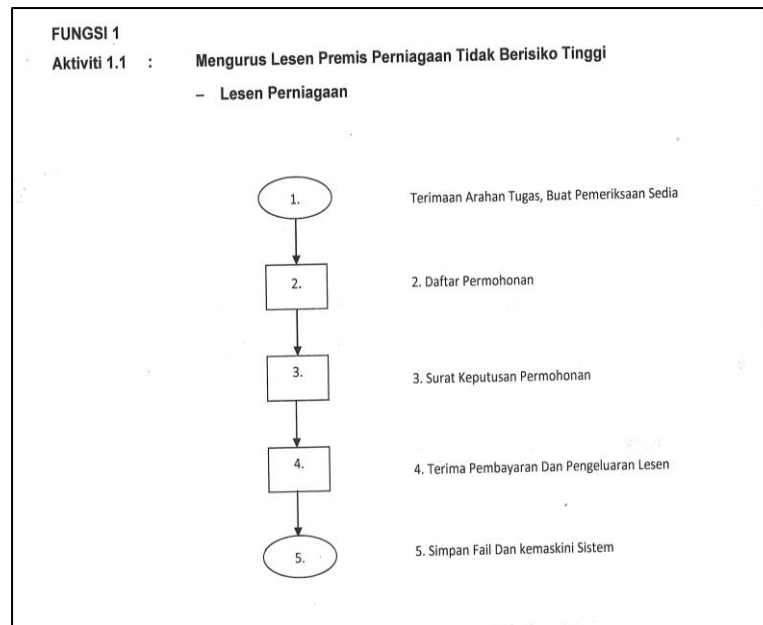 FUNGSI 1
Aktiviti 1.1 : Mengurus Lesen Premis Perniagaan Tidak Berisiko Tinggi
– Lesen Perniagaan
1. Terimaan Arahan Tugas, Buat Pemeriksaan Sedia
2. 2. Daftar Permohonan
3. 3. Surat Keputusan Permohonan
4. 4. Terima Pembayaran Dan Pengeluaran Lesen
5. 5. Simpan Fail Dan kemaskini Sistem